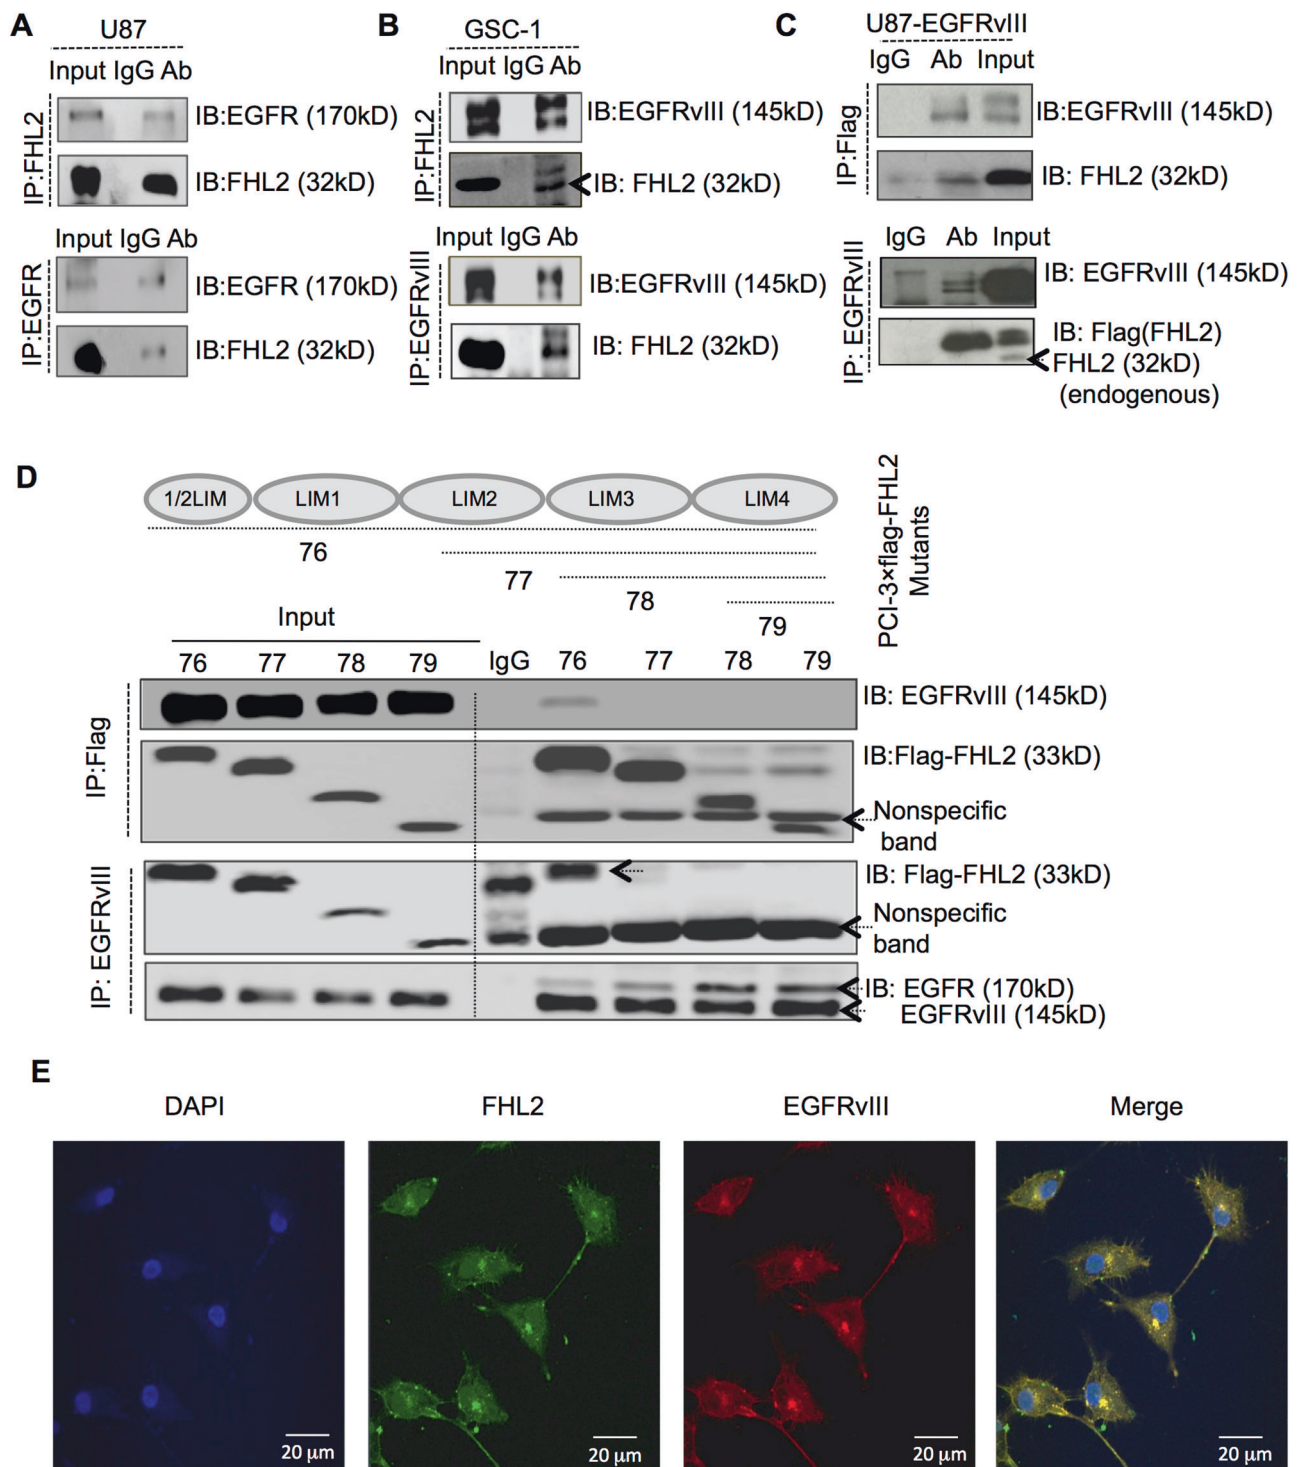 A
U87
Input IgG Ab
IP:FHL2
IB:EGFR (170kD)
IB:FHL2 (32kD)
Input IgG Ab
IP:EGFR
IB:EGFR (170kD)
IB:FHL2 (32kD)
B
GSC-1
Input IgG Ab
IP:FHL2
IB:EGFRvIII (145kD)
IB: FHL2 (32kD)
Input IgG Ab
IP:EGFRvIII
IB:EGFRvIII (145kD)
IB: FHL2 (32kD)
C
U87-EGFRvIII
IgG Ab Input
IP:Flag
IB:EGFRvIII (145kD)
IB: FHL2 (32kD)
IgG Ab Input
IP: EGFRVIII
IB: EGFRvIII (145kD)
IB: Flag(FHL2)
FHL2 (32kD)
(endogenous)
D
1/2LIM LIM1 LIM2 LIM3 LIM4
76
77
78
79
PCI-3×flag-FHL2
Mutants
Input
76 77 78 79 IgG 76 77 78 79
IP:Flag
IB: EGFRvIII (145kD)
IB:Flag-FHL2 (33kD)
Nonspecific
band
IP: EGFRvIII
IB: Flag-FHL2 (33kD)
Nonspecific
band
IB: EGFR (170kD)
EGFRvIII (145kD)
E
DAPI FHL2 EGFRvIII Merge
20 μm 20 μm 20 μm 20 μm